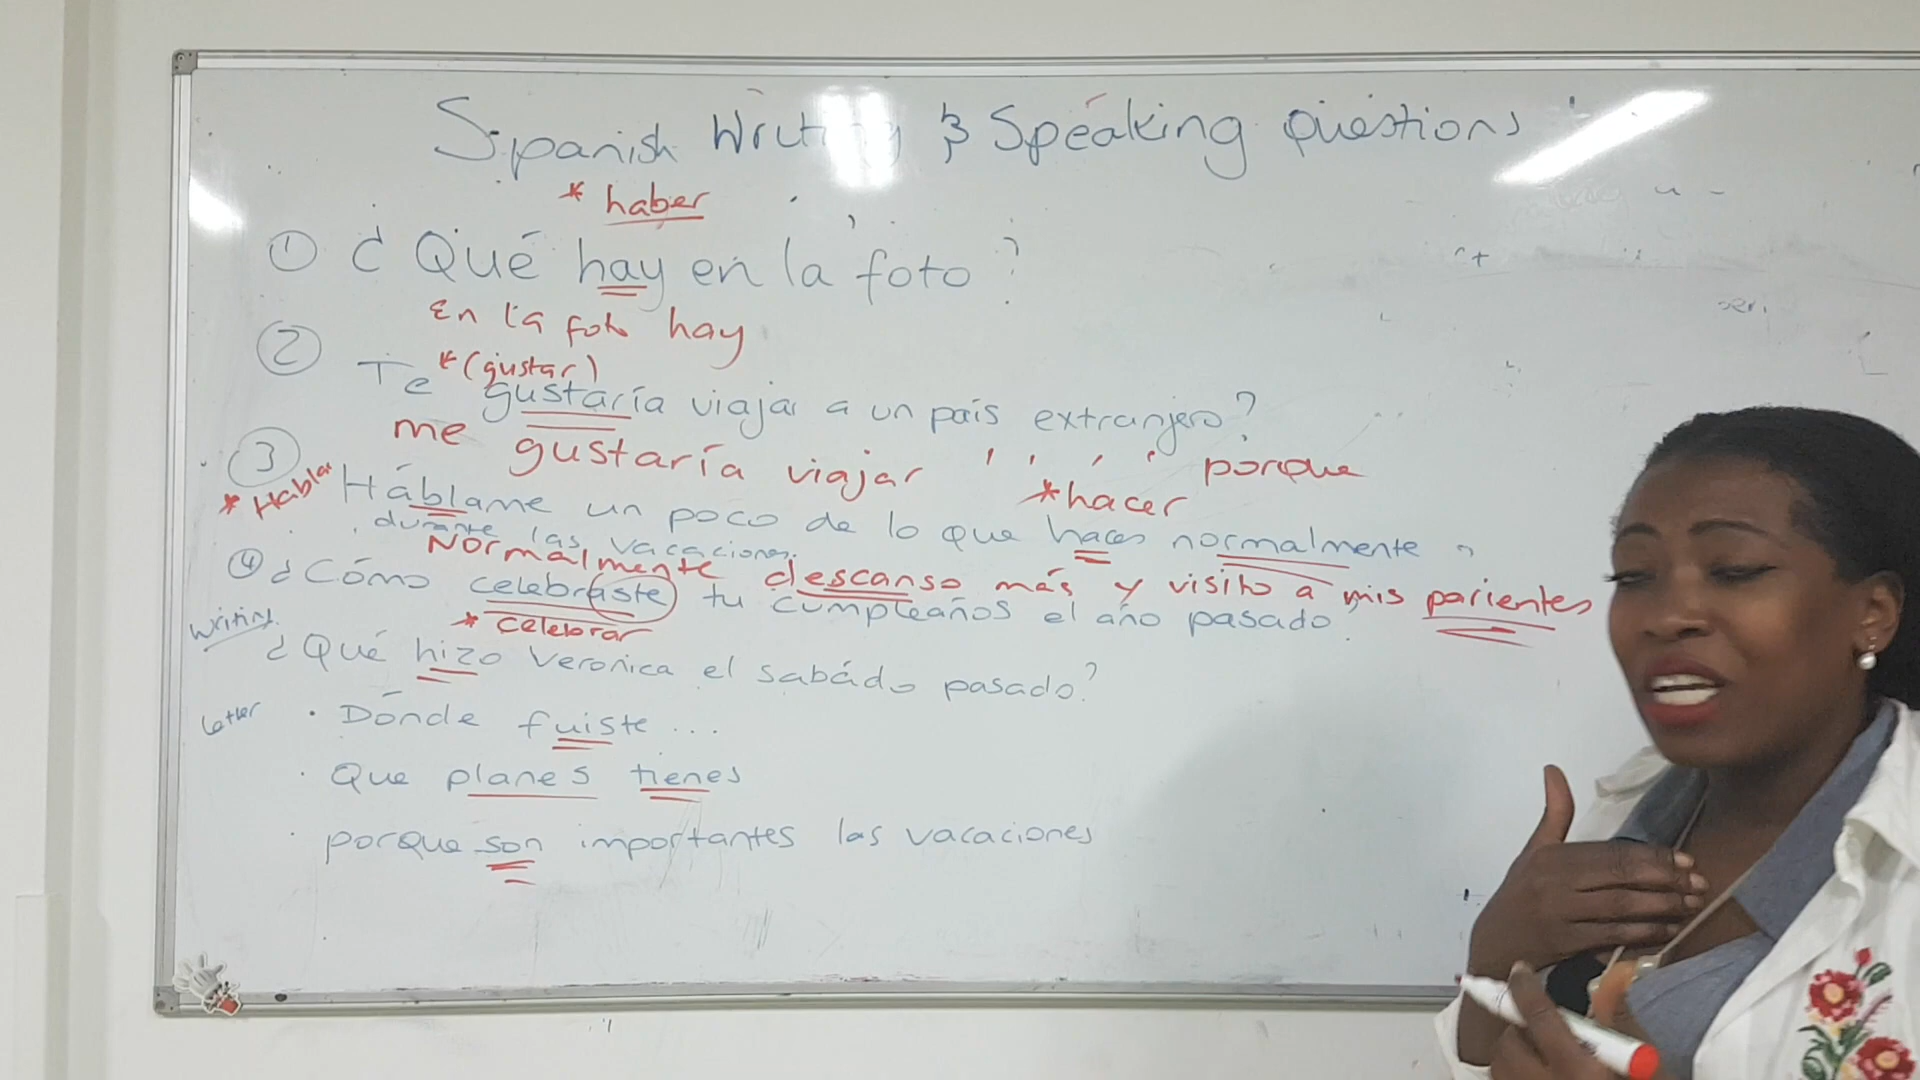 Spanish Writing & Speaking questions
* haber
① ¿Qué hay en la foto?
En la foto hay
②
*(gustar)
Te gustaría viajar a un país extranjero?
me gustaría viajar ' ' ' ' porque
③
* Hablar
*hacer
Háblame un poco de lo que haces normalmente
durante las vacaciones.
Normalmente descanso más y visito a mis parientes
④ ¿Cómo celebraste tu cumpleaños el año pasado?
* celebrar
Writing.
¿Qué hizo Veronica el sabádo pasado?
letter
· Dónde fuiste ...
· Que planes tienes
· porque son importantes las vacaciones